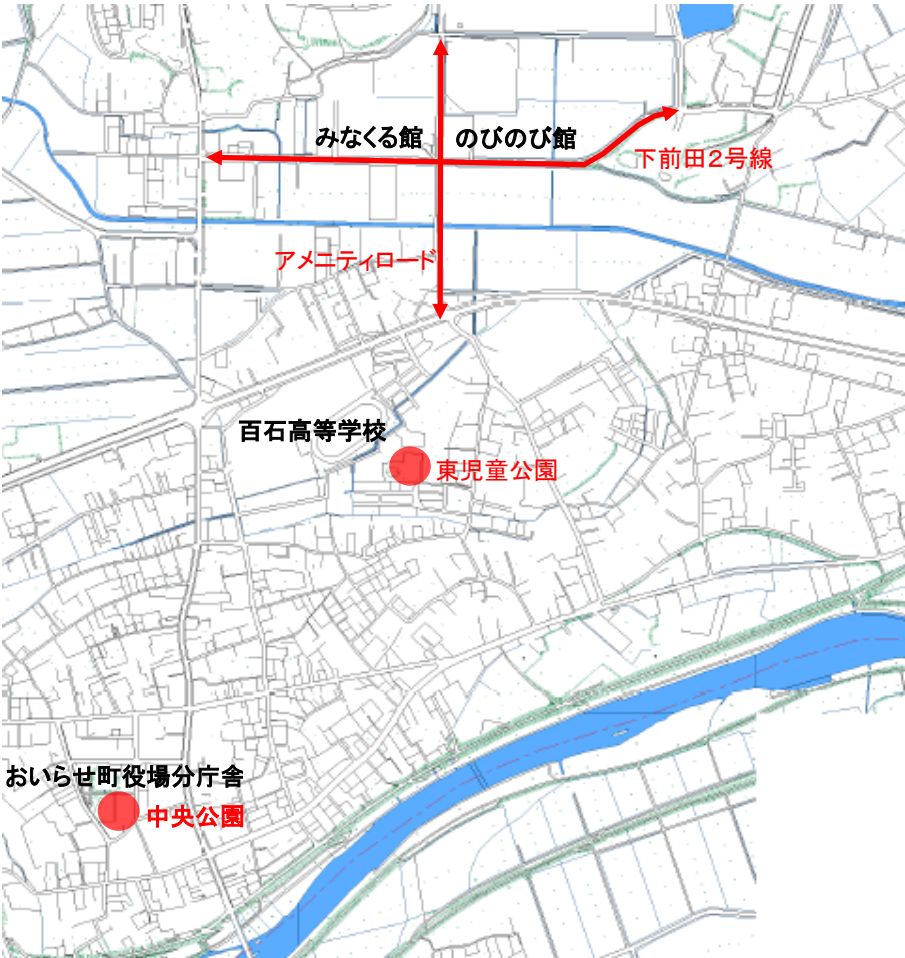 みなくる館
のびのび館
下前田２号線
アメニティロード
百石高等学校
東児童公園
おいらせ町役場分庁舎
中央公園